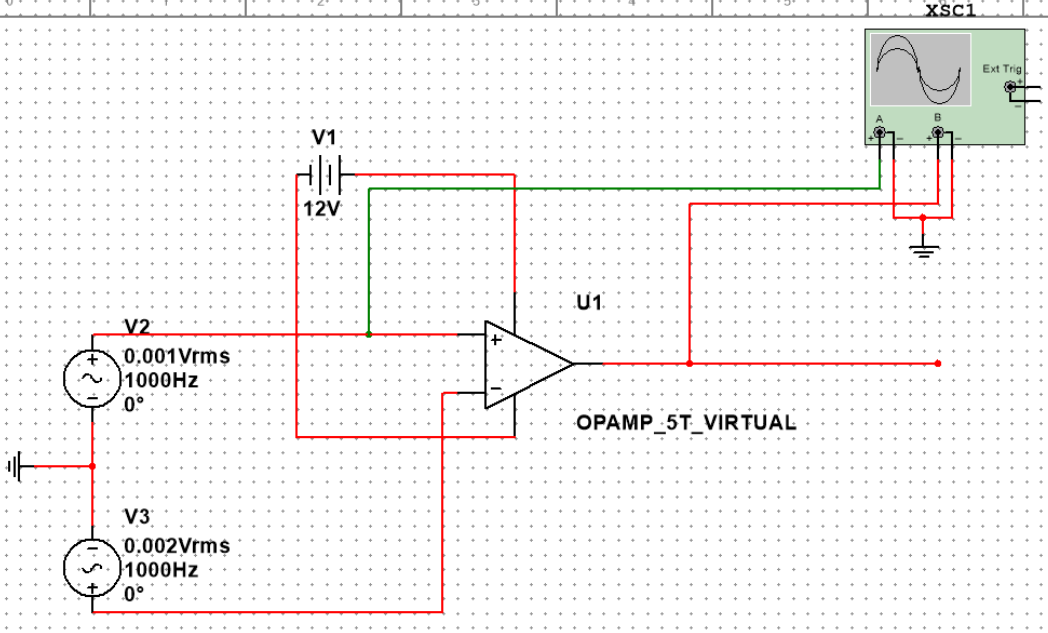 XSC1
Ext Trig
+
−
A
B
+
−
+
−
V1
12V
U1
+
−
OPAMP_5T_VIRTUAL
V2
+
0.001Vrms
1000Hz
−
0°
V3
−
0.002Vrms
1000Hz
+
0°